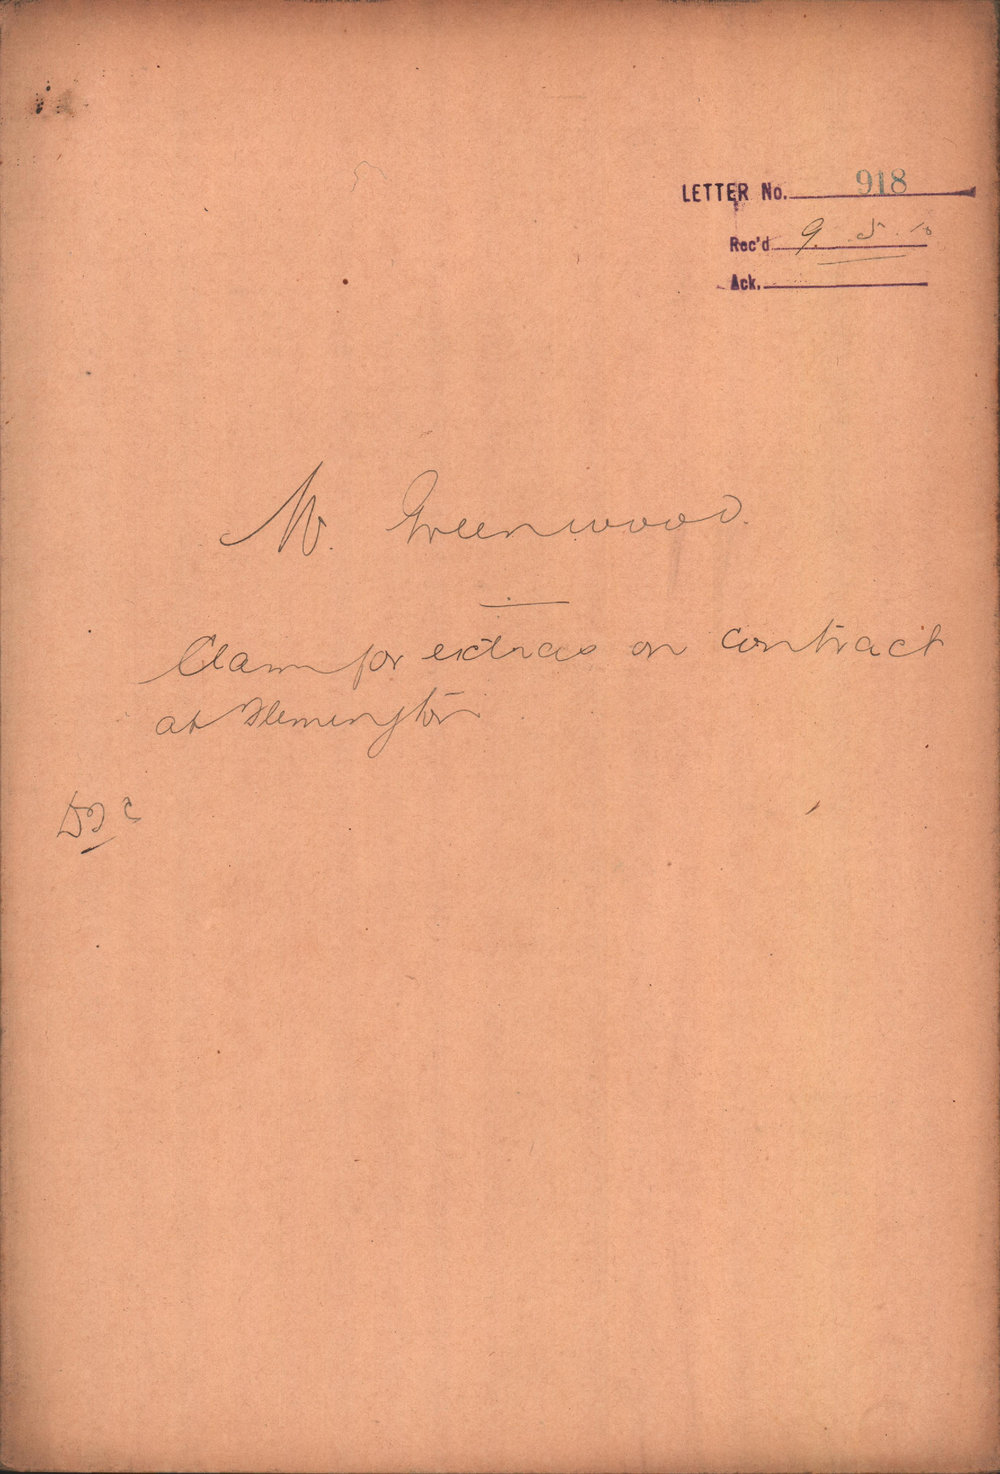 LETTER No. 918
Rec'd 9.5.10
Ack.
W. Greenwood.
Claim for extras on contract
at Flemington